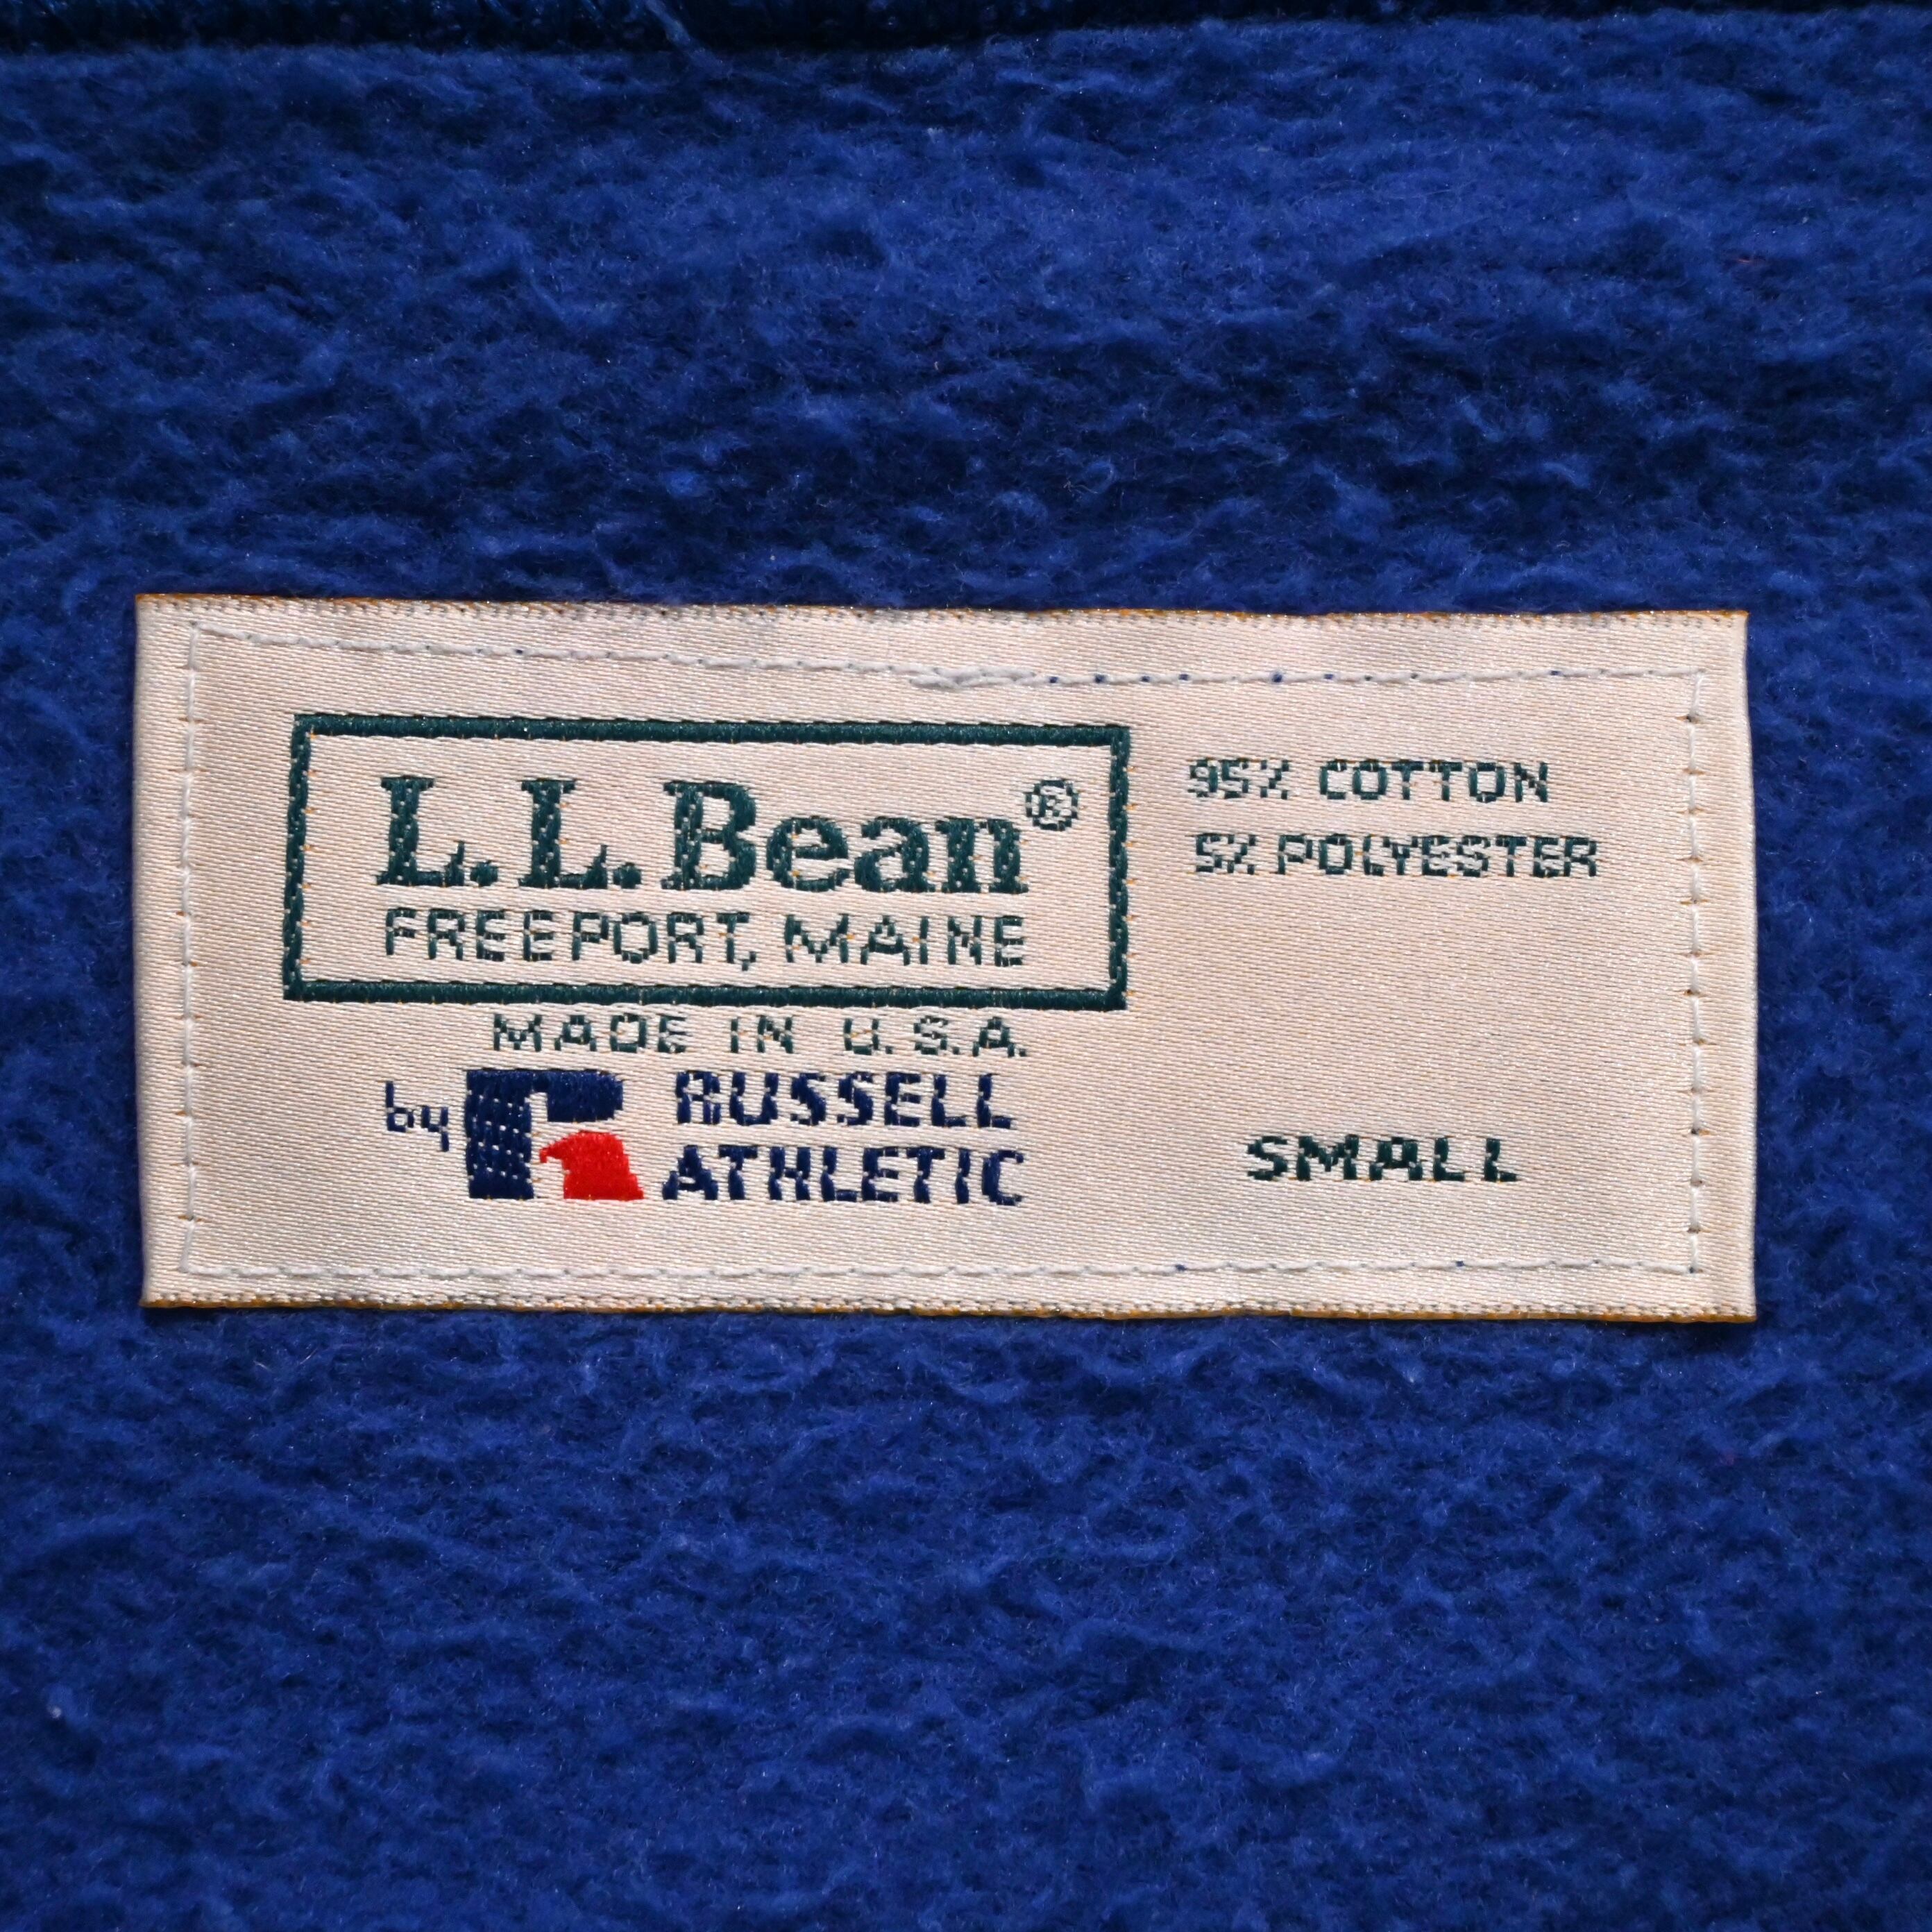 L.L.Bean®
FREEPORT, MAINE
MADE IN U.S.A.
by R RUSSELL
ATHLETIC
95% COTTON
5% POLYESTER
SMALL